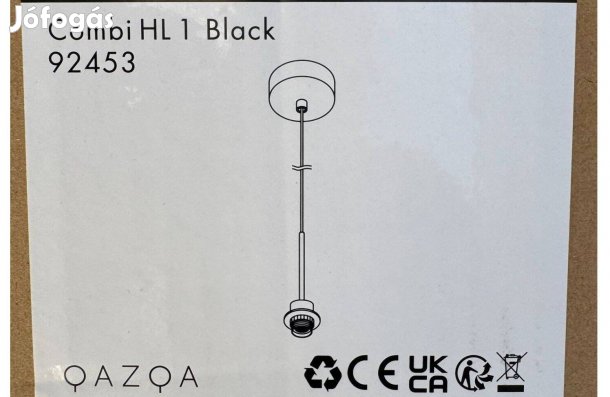 Jófogás
Combi HL 1 Black
92453
QAZQA
CE UK
CA